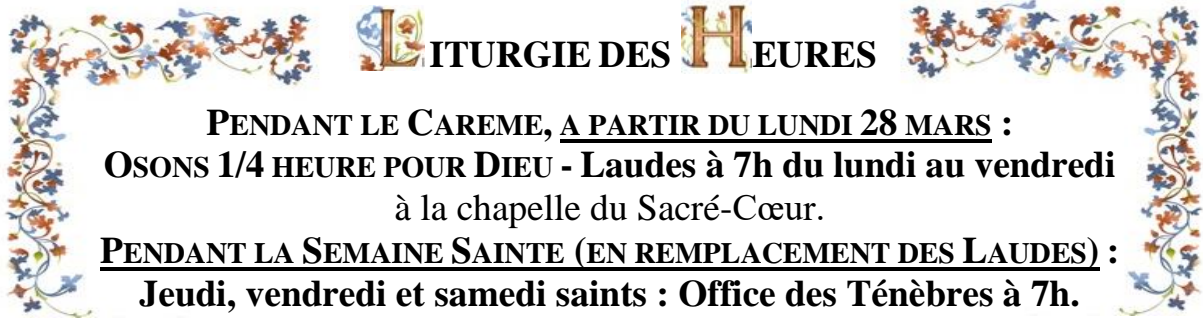 LITURGIE DES HEURES
PENDANT LE CAREME, A PARTIR DU LUNDI 28 MARS :
OSONS 1/4 HEURE POUR DIEU - Laudes à 7h du lundi au vendredi
à la chapelle du Sacré-Cœur.
PENDANT LA SEMAINE SAINTE (EN REMPLACEMENT DES LAUDES) :
Jeudi, vendredi et samedi saints : Office des Ténèbres à 7h.